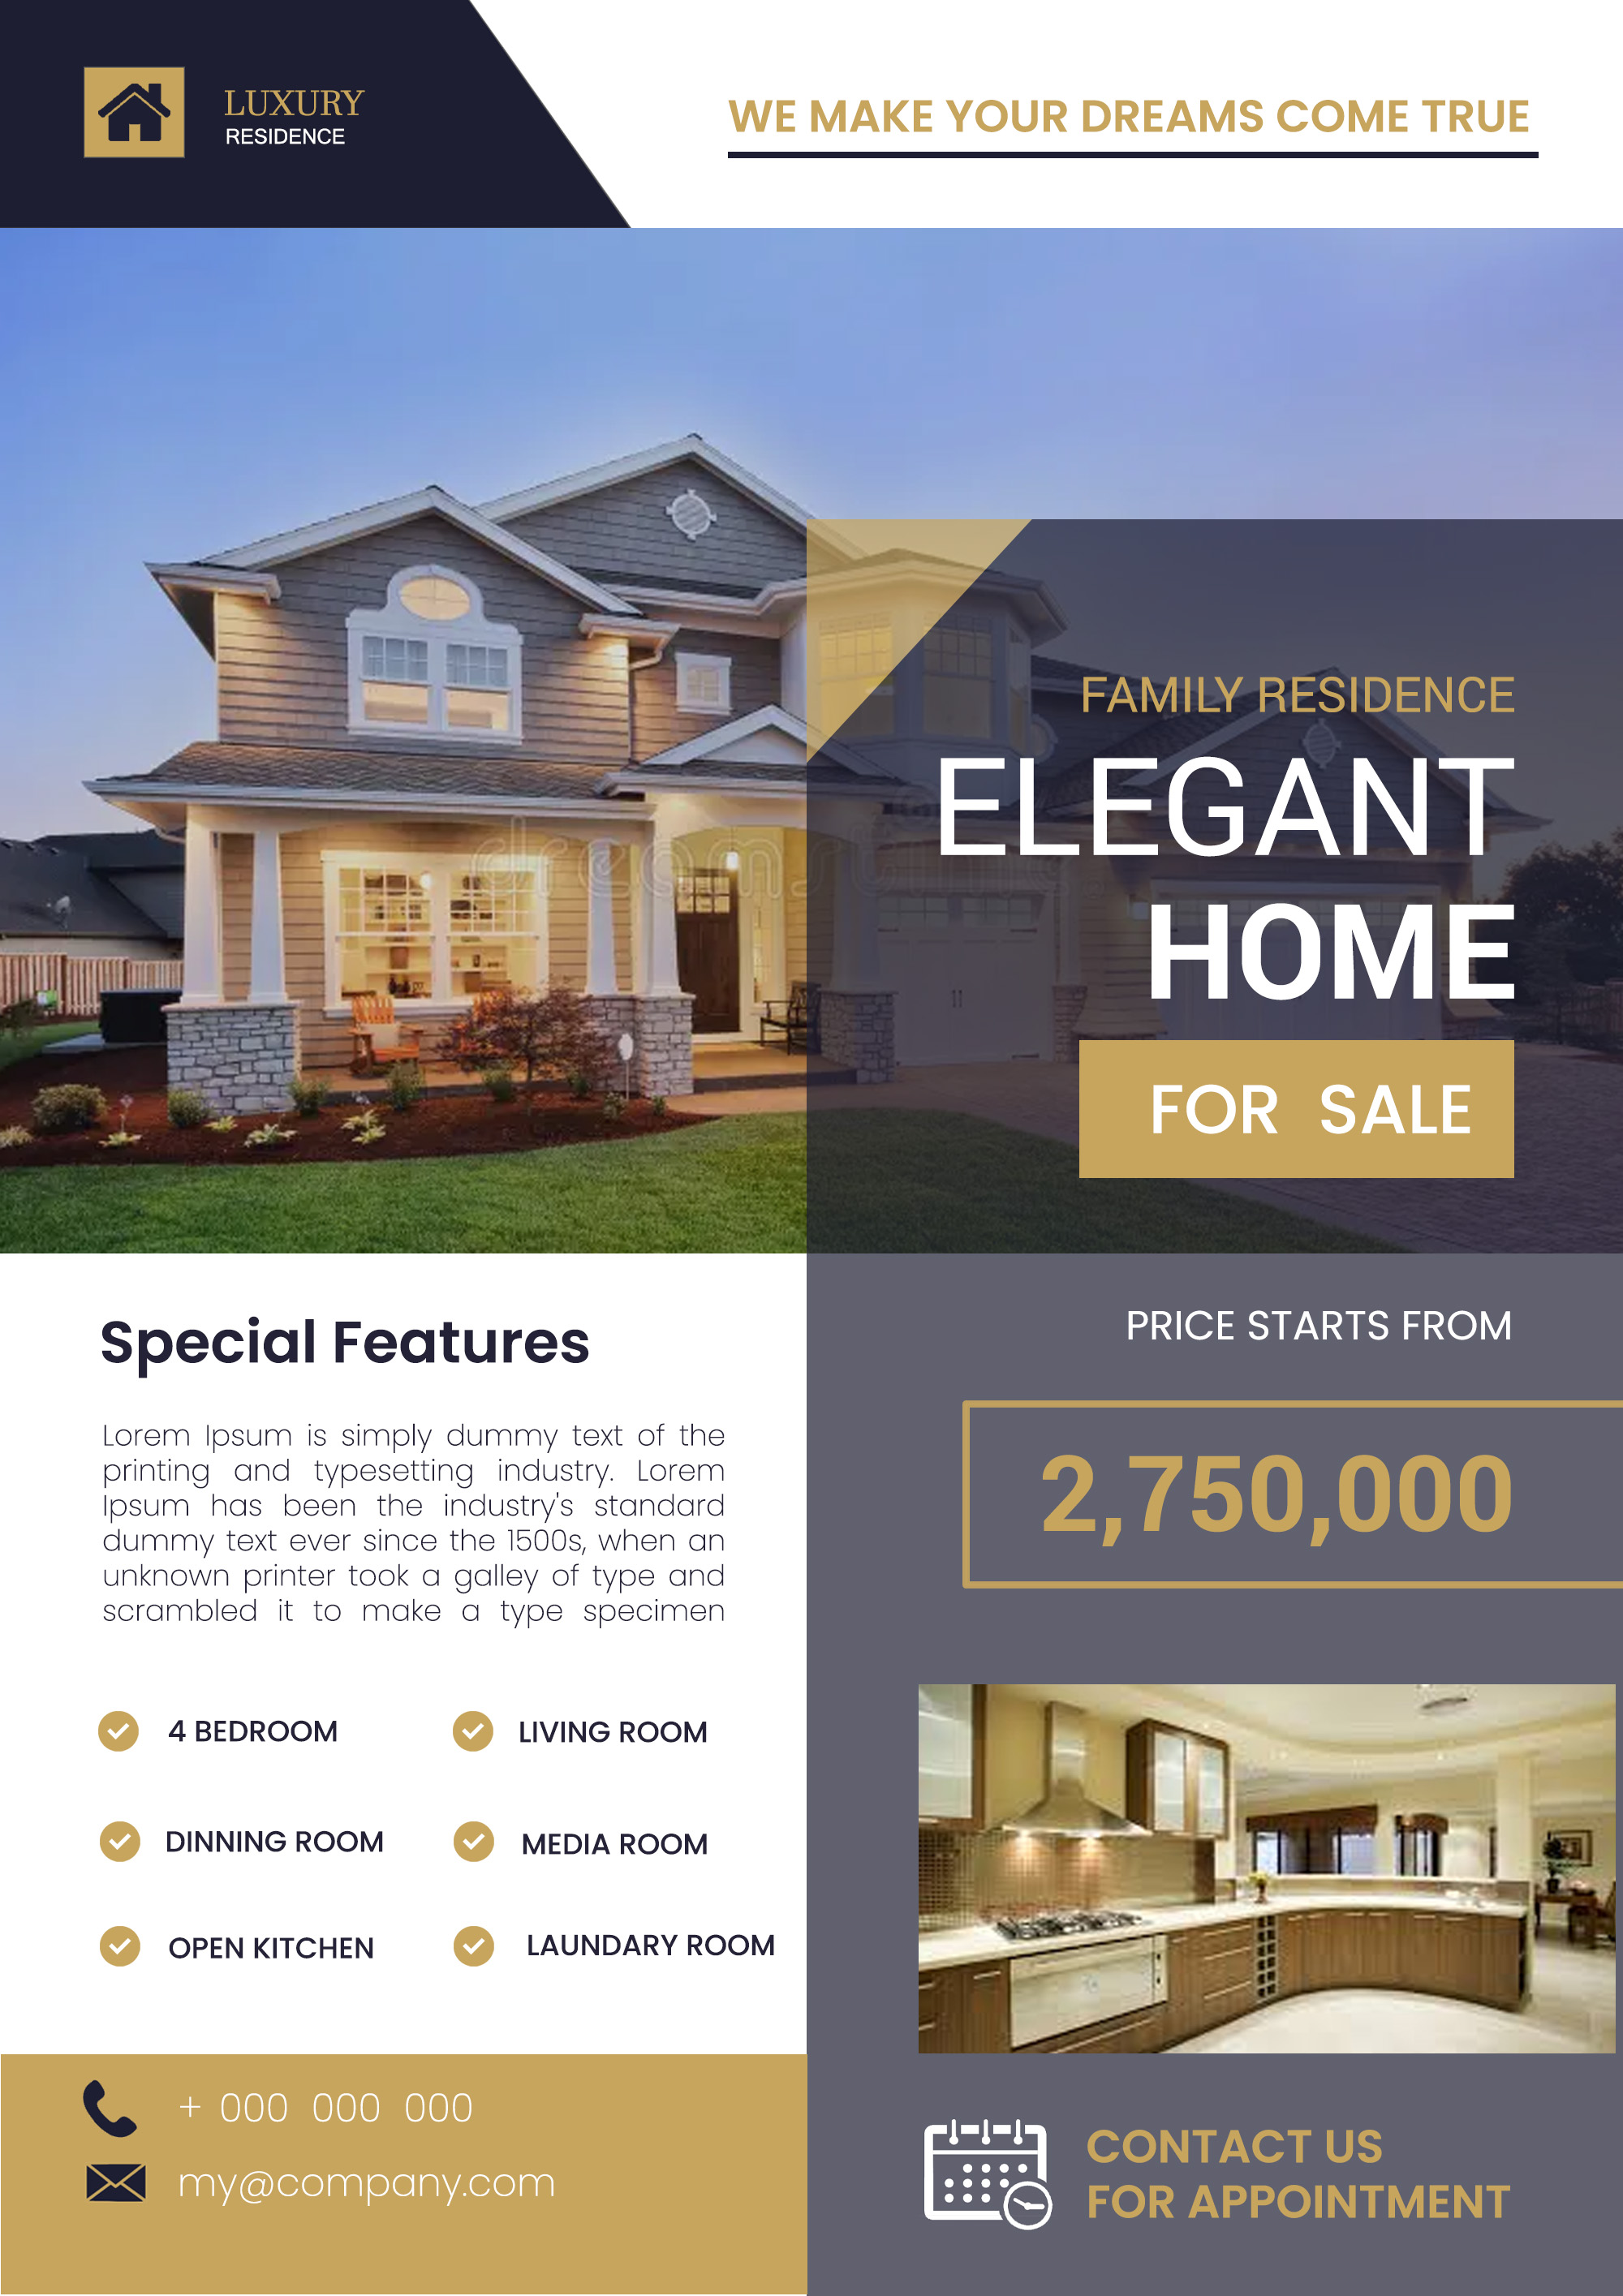 LUXURY
RESIDENCE
WE MAKE YOUR DREAMS COME TRUE
FAMILY RESIDENCE
ELEGANT
HOME
FOR SALE
dreamstime.
Special Features
Lorem Ipsum is simply dummy text of the
printing and typesetting industry. Lorem
Ipsum has been the industry's standard
dummy text ever since the 1500s, when an
unknown printer took a galley of type and
scrambled it to make a type specimen
4 BEDROOM
LIVING ROOM
DINNING ROOM
MEDIA ROOM
OPEN KITCHEN
LAUNDARY ROOM
PRICE STARTS FROM
2,750,000
+ 000 000 000
my@company.com
CONTACT US
FOR APPOINTMENT